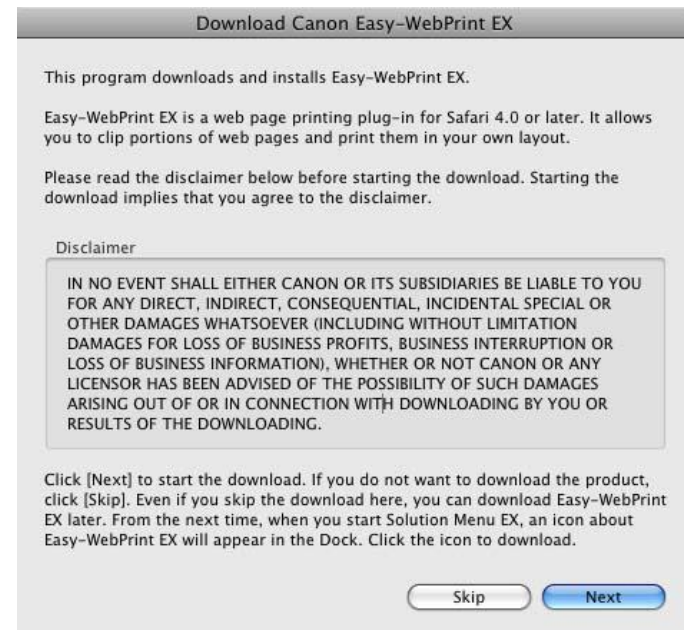 Download Canon Easy-WebPrint EX
This program downloads and installs Easy-WebPrint EX.
Easy-WebPrint EX is a web page printing plug-in for Safari 4.0 or later. It allows
you to clip portions of web pages and print them in your own layout.
Please read the disclaimer below before starting the download. Starting the
download implies that you agree to the disclaimer.
Disclaimer
IN NO EVENT SHALL EITHER CANON OR ITS SUBSIDIARIES BE LIABLE TO YOU
FOR ANY DIRECT, INDIRECT, CONSEQUENTIAL, INCIDENTAL SPECIAL OR
OTHER DAMAGES WHATSOEVER (INCLUDING WITHOUT LIMITATION
DAMAGES FOR LOSS OF BUSINESS PROFITS, BUSINESS INTERRUPTION OR
LOSS OF BUSINESS INFORMATION), WHETHER OR NOT CANON OR ANY
LICENSOR HAS BEEN ADVISED OF THE POSSIBILITY OF SUCH DAMAGES
ARISING OUT OF OR IN CONNECTION WITH DOWNLOADING BY YOU OR
RESULTS OF THE DOWNLOADING.
Click [Next] to start the download. If you do not want to download the product,
click [Skip]. Even if you skip the download here, you can download Easy-WebPrint
EX later. From the next time, when you start Solution Menu EX, an icon about
Easy-WebPrint EX will appear in the Dock. Click the icon to download.
Skip Next